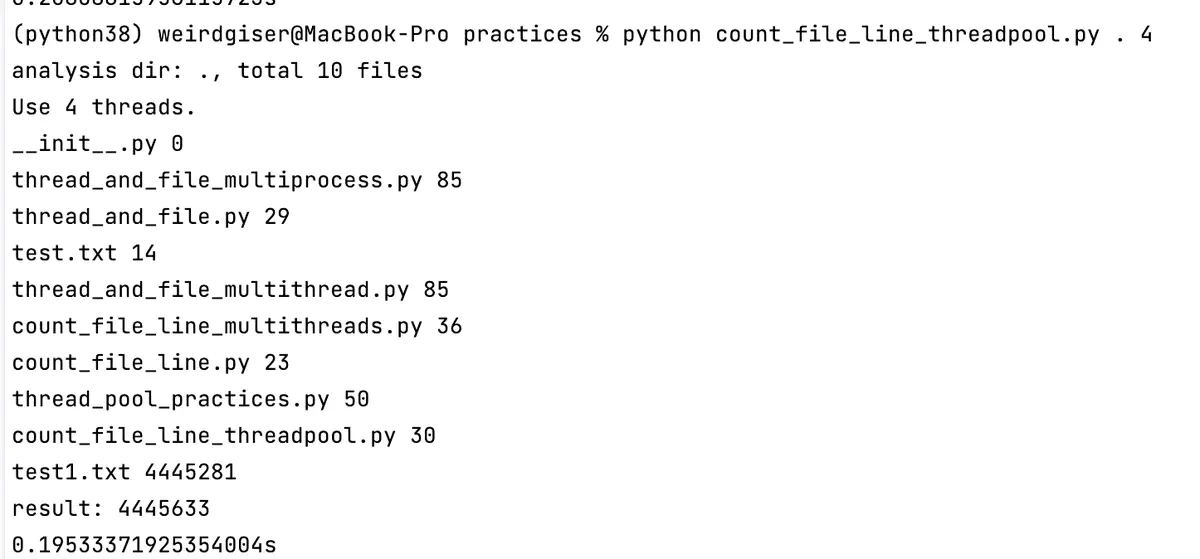 (python38) weirdgiser@MacBook-Pro practices % python count_file_line_threadpool.py . 4
analysis dir: ., total 10 files
Use 4 threads.
__init__.py 0
thread_and_file_multiprocess.py 85
thread_and_file.py 29
test.txt 14
thread_and_file_multithread.py 85
count_file_line_multithreads.py 36
count_file_line.py 23
thread_pool_practices.py 50
count_file_line_threadpool.py 30
test1.txt 4445281
result: 4445633
0.19533371925354004s